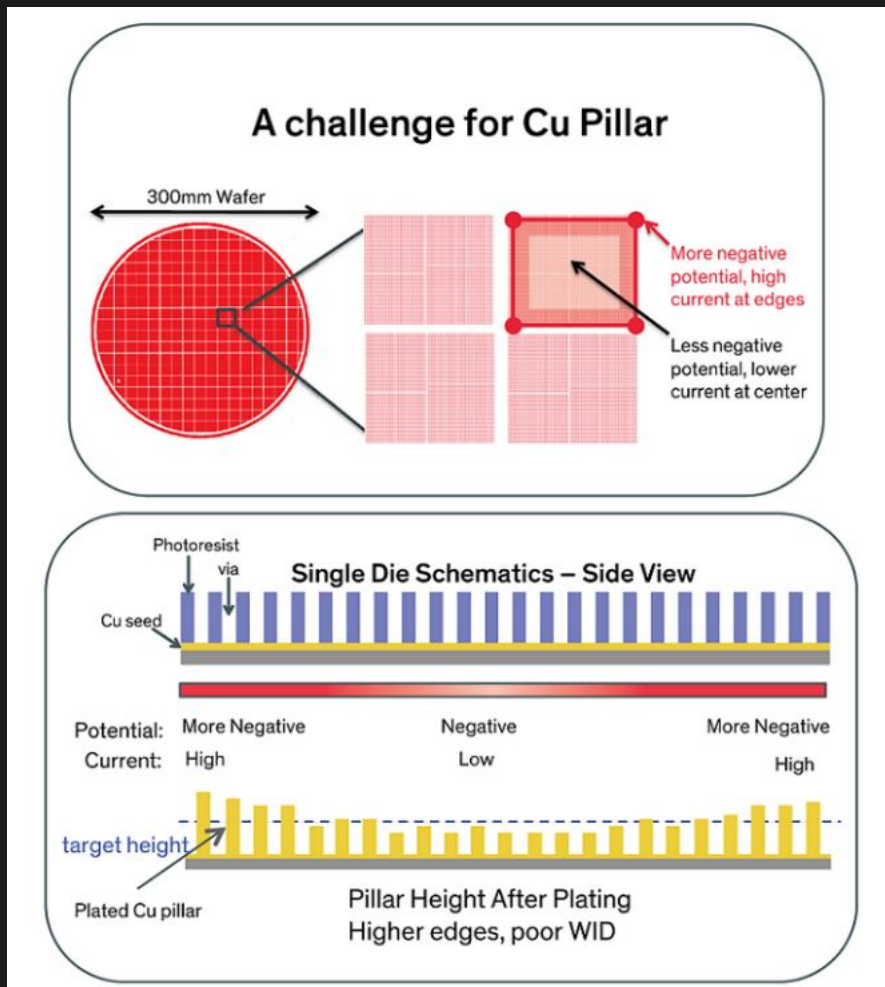 A challenge for Cu Pillar
300mm Wafer
More negative
potential, high
current at edges
Less negative
potential, lower
current at center
Photoresist
via
Single Die Schematics – Side View
Cu seed
Potential: More Negative Negative More Negative
Current: High Low High
target height
Plated Cu pillar
Pillar Height After Plating
Higher edges, poor WID